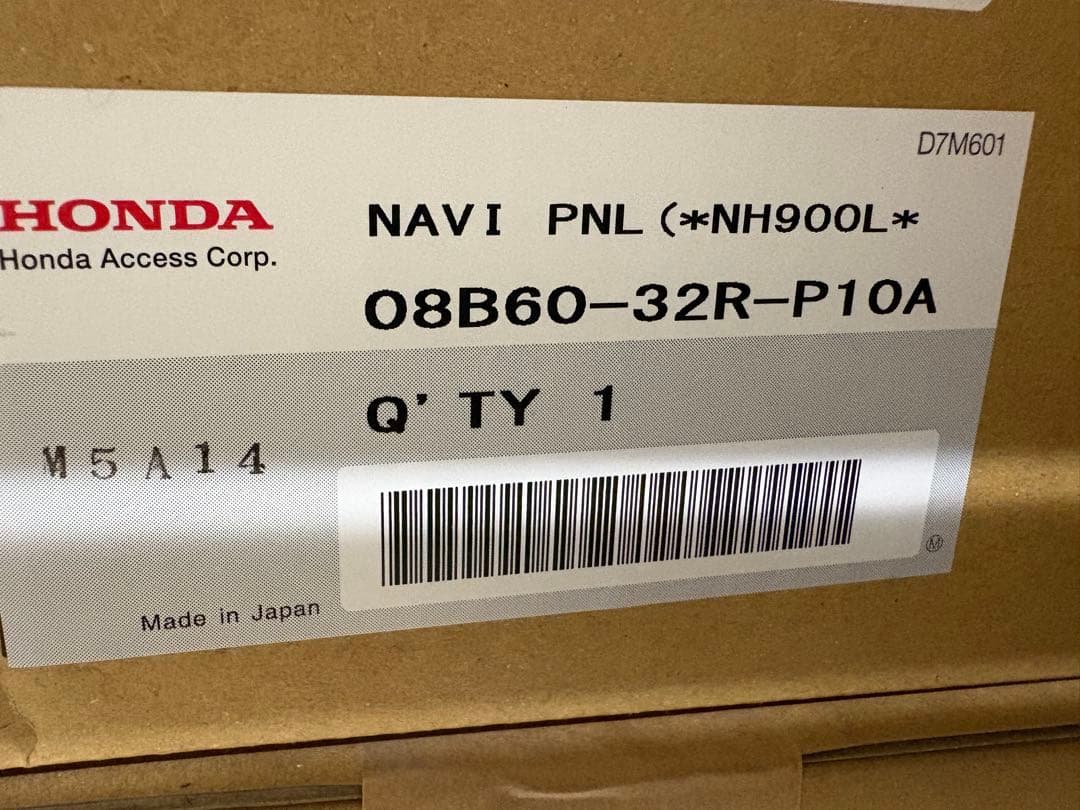 D7M601
HONDA
Honda Access Corp.
NAVI PNL(*NH900L*
08B60-32R-P10A
Q'TY 1
M5A14
Made in Japan
Ⓜ